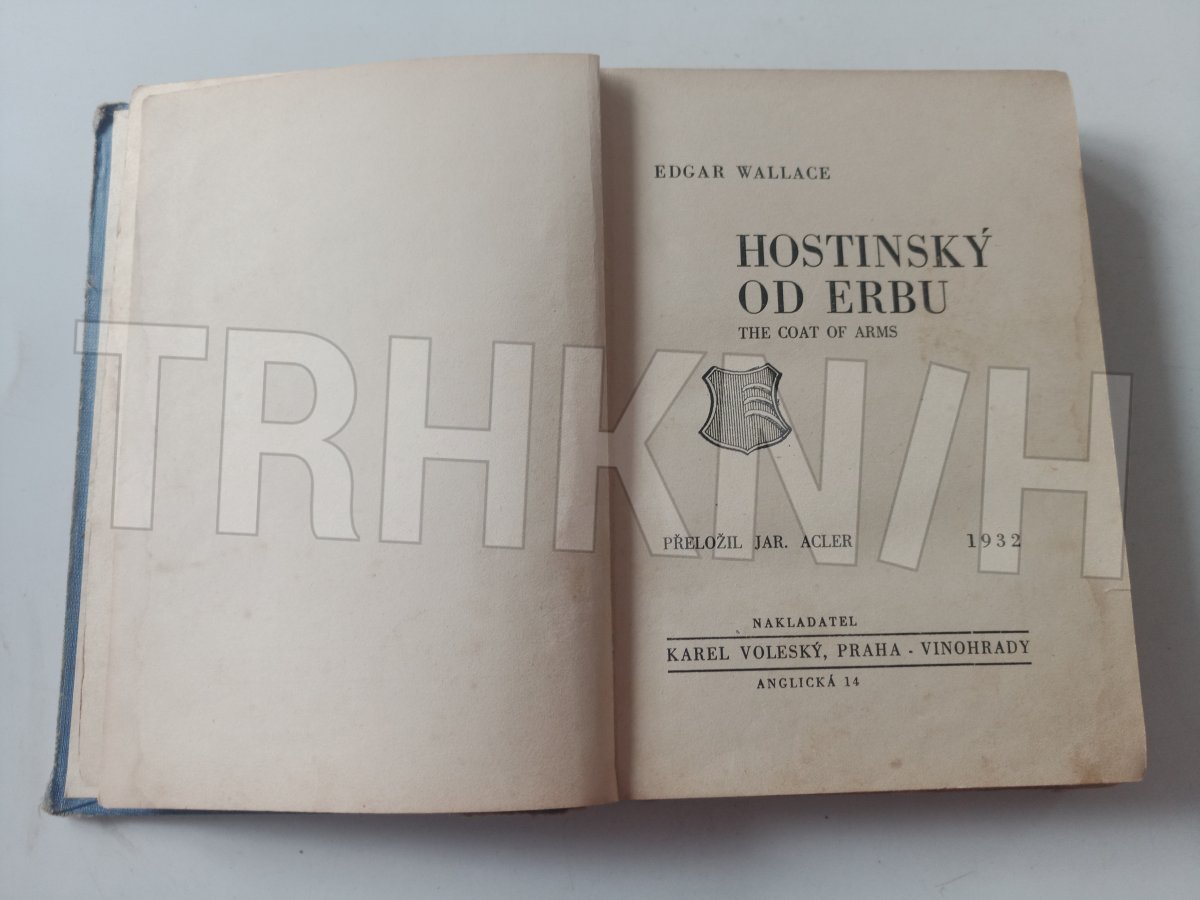 EDGAR WALLACE
HOSTINSKÝ
OD ERBU
THE COAT OF ARMS
PŘELOŽIL JAR. ACLER 1932
NAKLADATEL
KAREL VOLESKÝ, PRAHA - VINOHRADY
ANGLICKÁ 14
TRHKN/H